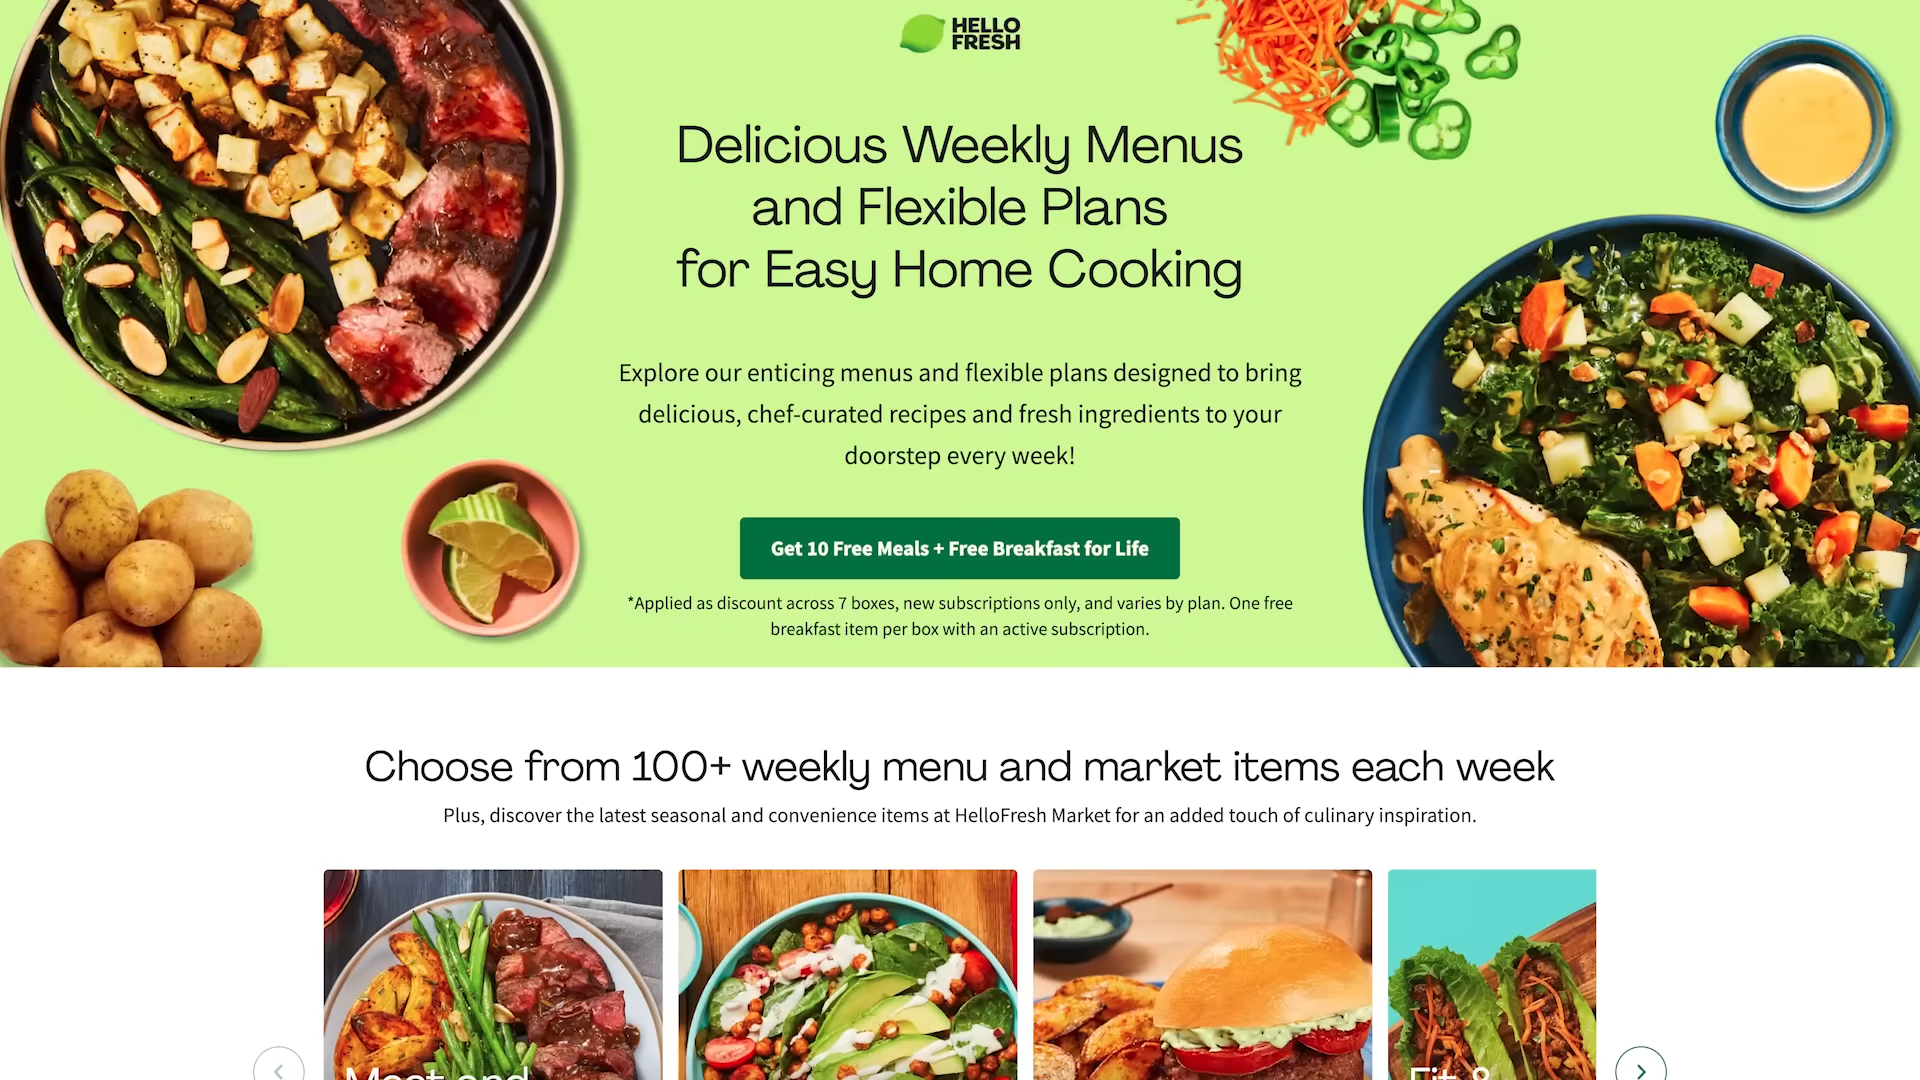 HELLO
FRESH
Delicious Weekly Menus
and Flexible Plans
for Easy Home Cooking
Explore our enticing menus and flexible plans designed to bring
delicious, chef-curated recipes and fresh ingredients to your
doorstep every week!
Get 10 Free Meals + Free Breakfast for Life
*Applied as discount across 7 boxes, new subscriptions only, and varies by plan. One free
breakfast item per box with an active subscription.
Choose from 100+ weekly menu and market items each week
Plus, discover the latest seasonal and convenience items at HelloFresh Market for an added touch of culinary inspiration.
Meat and
Fit &